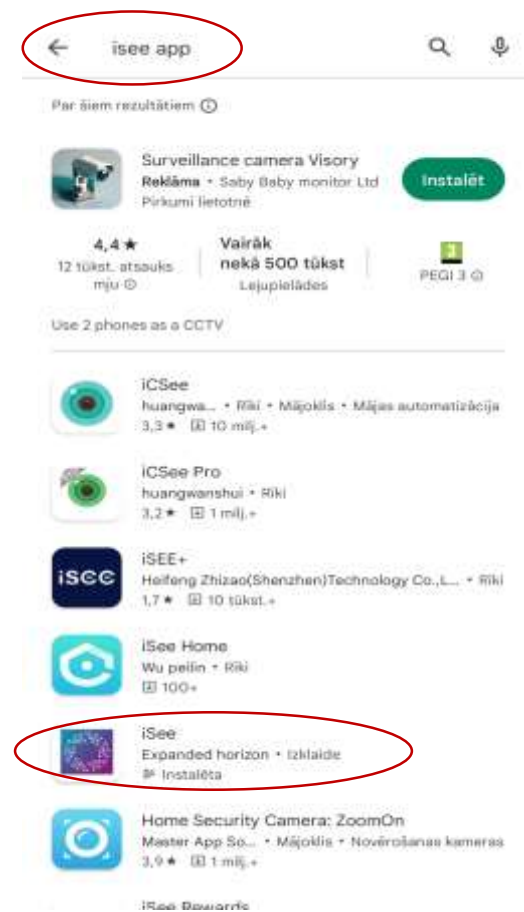 isee app
Par šiem rezultātiem
Surveillance camera Visory
Reklāma • Saby Baby monitor Ltd
Pirkumi lietotnē
Instalēt
4,4 ★
12 tūkst. atsauks
mju
Vairāk
nekā 500 tūkst
Lejupielādes
3
PEGI 3
Use 2 phones as a CCTV
iCSee
huangwa... • Rīki • Mājoklis • Mājas automatizācija
3,3 ★ 10 milj.+
iCSee Pro
huangwanshui • Rīki
3,2 ★ 1 milj.+
iSEE
iSEE+
Heifeng Zhizao(Shenzhen)Technology Co.,L... • Rīki
1,7 ★ 10 tūkst.+
iSee Home
Wu peilin • Rīki
100+
iSee
Expanded horizon • Izklaide
Instalēta
Home Security Camera: ZoomOn
Master App So... • Mājoklis • Novērošanas kameras
3,9 ★ 1 milj.+
iSee Rewards